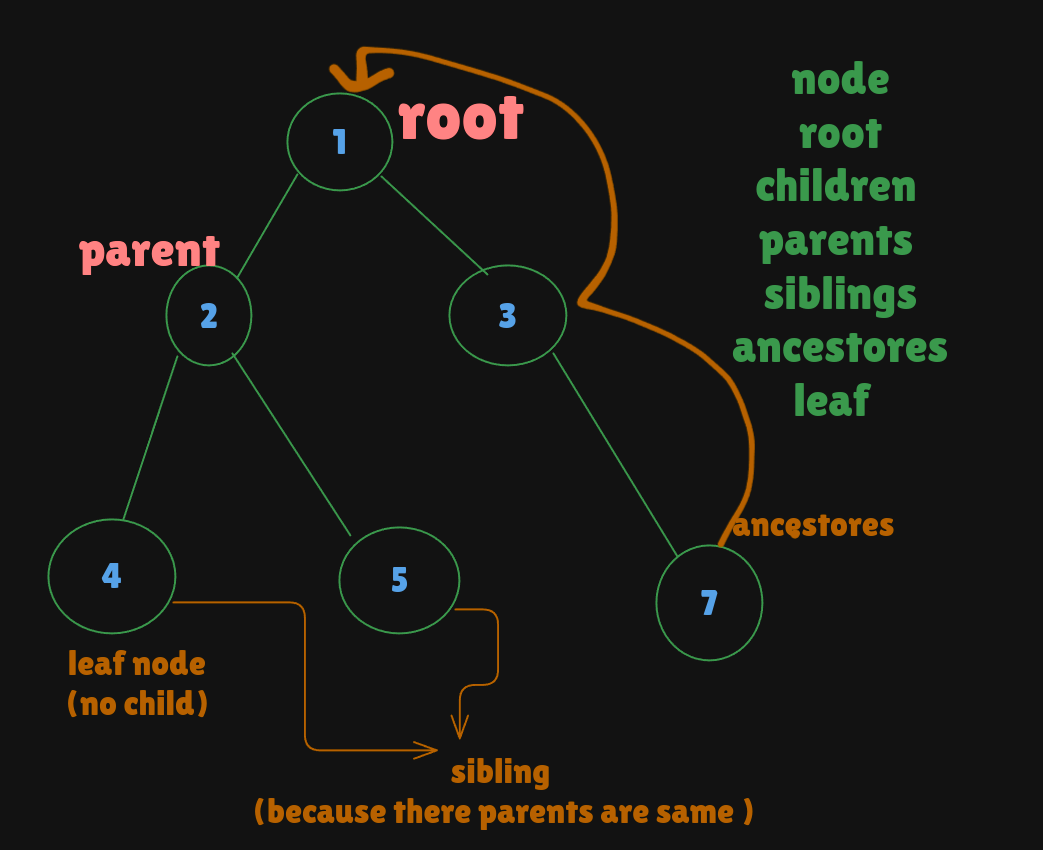 1
root
parent
2
3
4
5
7
node
root
children
parents
siblings
ancestores
leaf
ancestores
leaf node
(no child)
sibling
(because there parents are same )